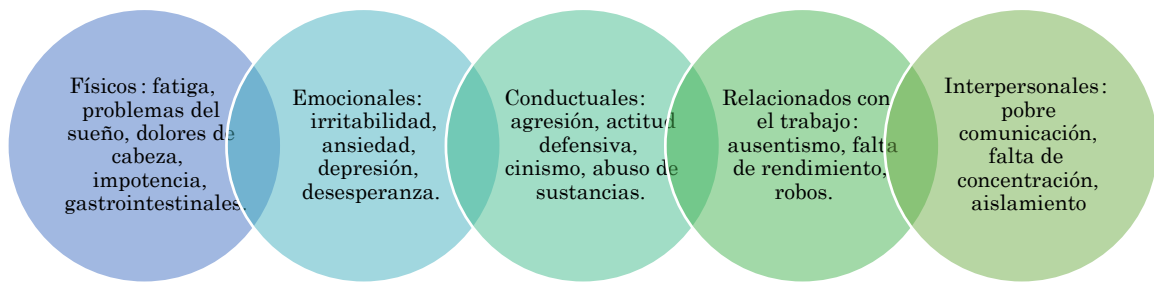 Físicos: fatiga,
problemas del
sueño, dolores de
cabeza,
impotencia,
gastrointestinales.
Emocionales:
irritabilidad,
ansiedad,
depresión,
desesperanza.
Conductuales:
agresión, actitud
defensiva,
cinismo, abuso de
sustancias.
Relacionados con
el trabajo:
ausentismo, falta
de rendimiento,
robos.
Interpersonales:
pobre
comunicación,
falta de
concentración,
aislamiento